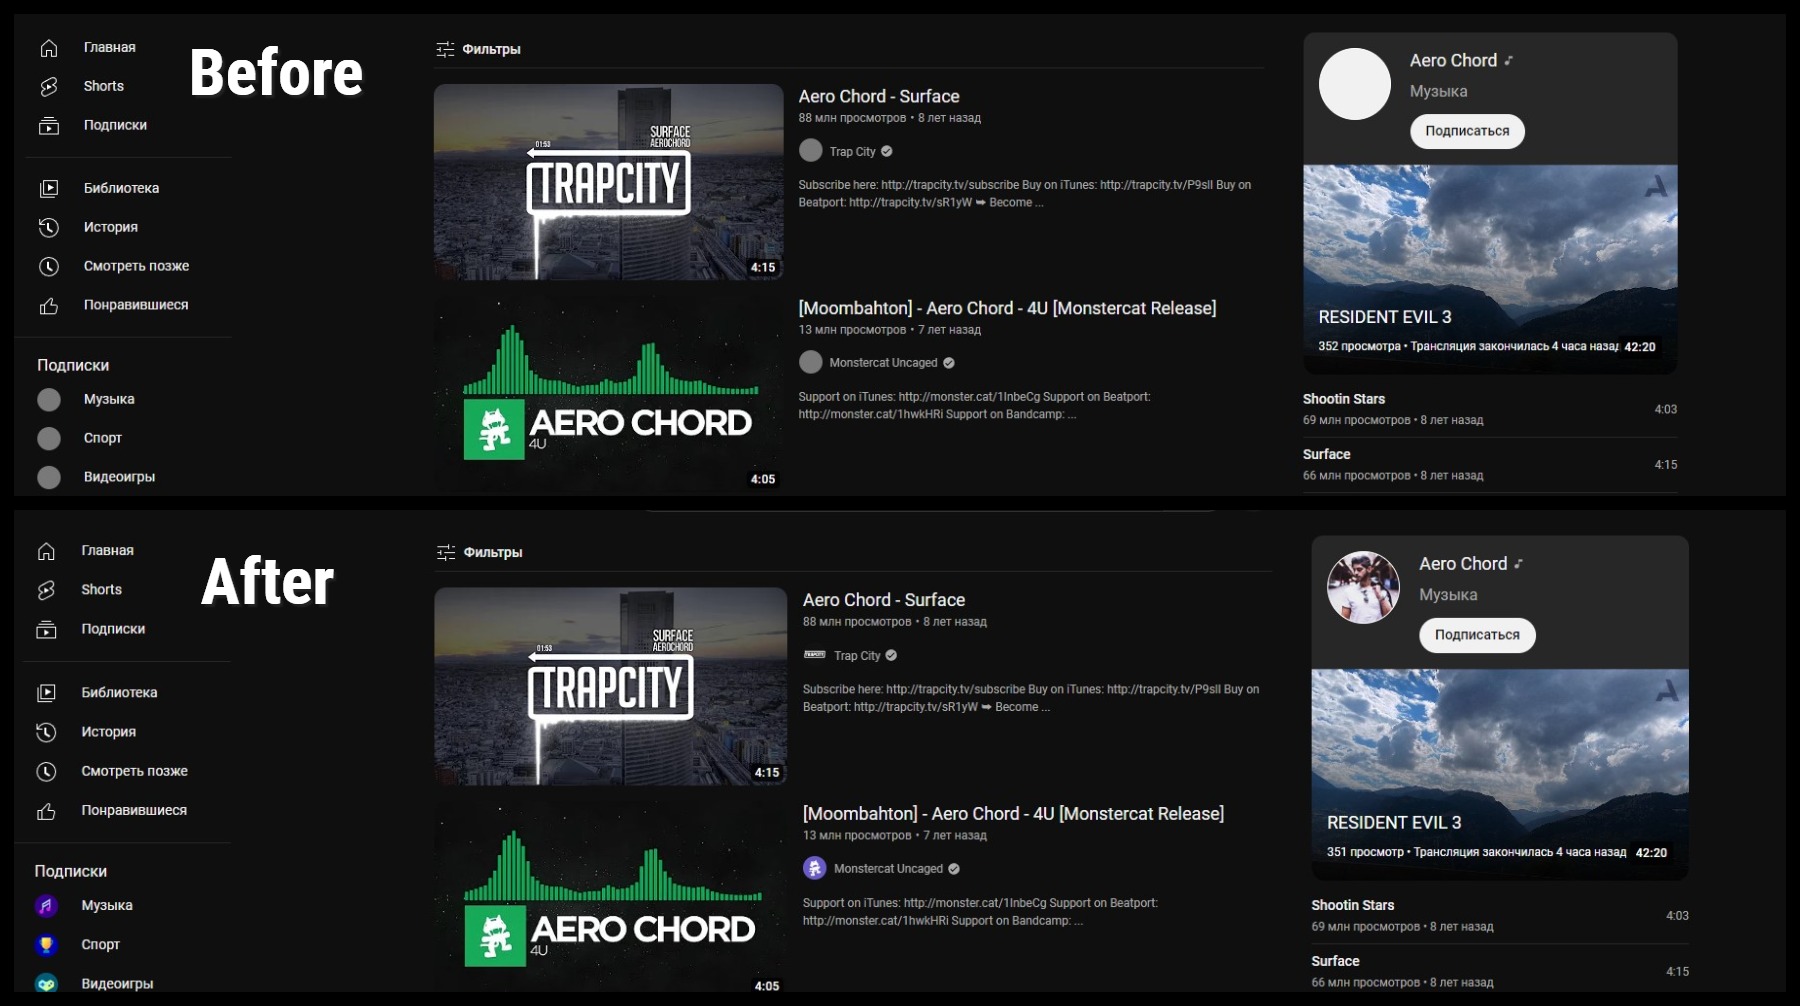 Before
Главная
Shorts
Подписки
Библиотека
История
Смотреть позже
Понравившиеся
Подписки
Музыка
Спорт
Видеоигры
Фильтры
SURFACE
AEROCHORD
01:53
TRAPCITY
4:15
Aero Chord - Surface
88 млн просмотров • 8 лет назад
Trap City
Subscribe here: http://trapcity.tv/subscribe Buy on iTunes: http://trapcity.tv/P9slI Buy on
Beatport: http://trapcity.tv/sR1yW ➥ Become ...
AERO CHORD
4U
4:05
[Moombahton] - Aero Chord - 4U [Monstercat Release]
13 млн просмотров • 7 лет назад
Monstercat Uncaged
Support on iTunes: http://monster.cat/1InbeCg Support on Beatport:
http://monster.cat/1hwkHRi Support on Bandcamp: ...
Aero Chord
Музыка
Подписаться
RESIDENT EVIL 3
352 просмотра • Трансляция закончилась 4 часа назад 42:20
Shootin Stars
4:03
69 млн просмотров • 8 лет назад
Surface
4:15
66 млн просмотров • 8 лет назад
After
Главная
Shorts
Подписки
Библиотека
История
Смотреть позже
Понравившиеся
Подписки
Музыка
Спорт
Видеоигры
Фильтры
SURFACE
AEROCHORD
01:53
TRAPCITY
4:15
Aero Chord - Surface
88 млн просмотров • 8 лет назад
TRAPCITY
Trap City
Subscribe here: http://trapcity.tv/subscribe Buy on iTunes: http://trapcity.tv/P9slI Buy on
Beatport: http://trapcity.tv/sR1yW ➥ Become ...
AERO CHORD
4U
4:05
[Moombahton] - Aero Chord - 4U [Monstercat Release]
13 млн просмотров • 7 лет назад
Monstercat Uncaged
Support on iTunes: http://monster.cat/1InbeCg Support on Beatport:
http://monster.cat/1hwkHRi Support on Bandcamp: ...
Aero Chord
Музыка
Подписаться
RESIDENT EVIL 3
351 просмотр • Трансляция закончилась 4 часа назад 42:20
Shootin Stars
4:03
69 млн просмотров • 8 лет назад
Surface
4:15
66 млн просмотров • 8 лет назад